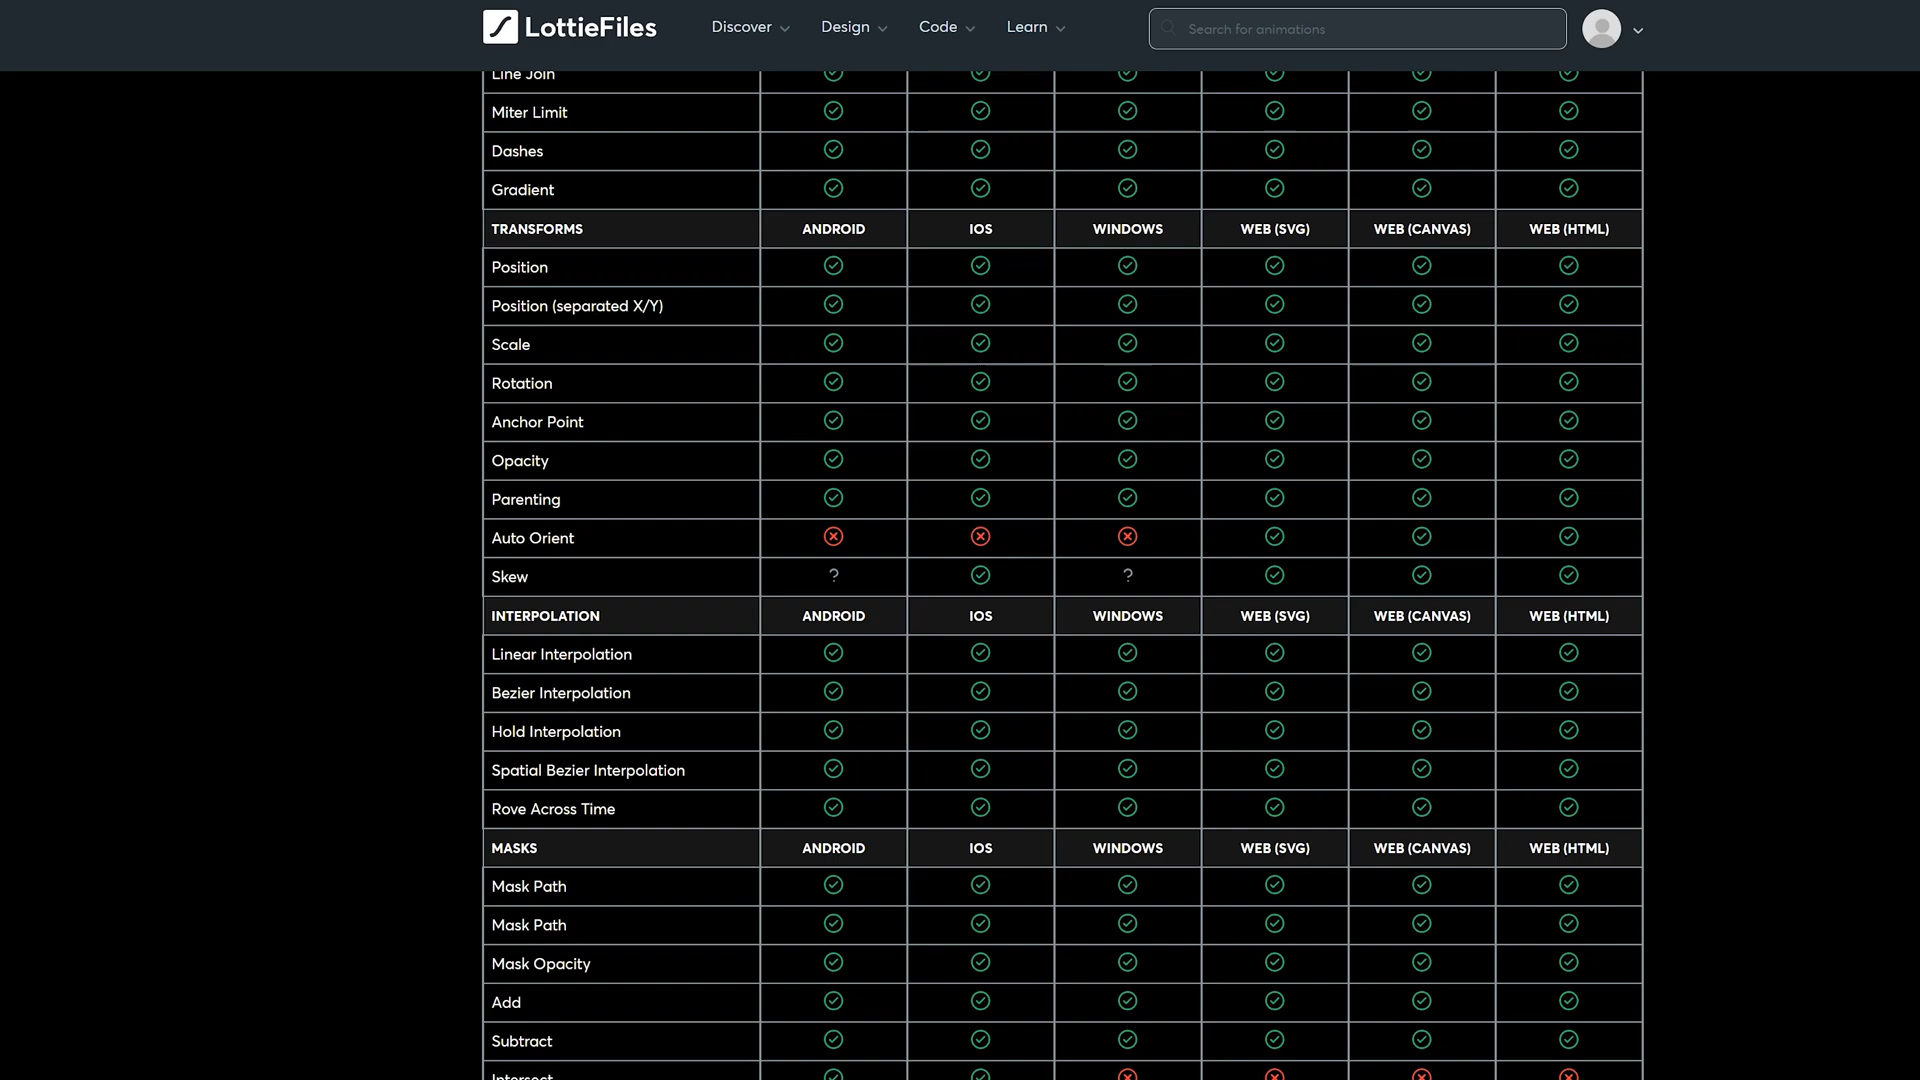 LottieFiles Discover Design Code Learn Search for animations
Line Join
Miter Limit
Dashes
Gradient
TRANSFORMS ANDROID IOS WINDOWS WEB (SVG) WEB (CANVAS) WEB (HTML)
Position
Position (separated X/Y)
Scale
Rotation
Anchor Point
Opacity
Parenting
Auto Orient
Skew ? ?
INTERPOLATION ANDROID IOS WINDOWS WEB (SVG) WEB (CANVAS) WEB (HTML)
Linear Interpolation
Bezier Interpolation
Hold Interpolation
Spatial Bezier Interpolation
Rove Across Time
MASKS ANDROID IOS WINDOWS WEB (SVG) WEB (CANVAS) WEB (HTML)
Mask Path
Mask Path
Mask Opacity
Add
Subtract
Intersect